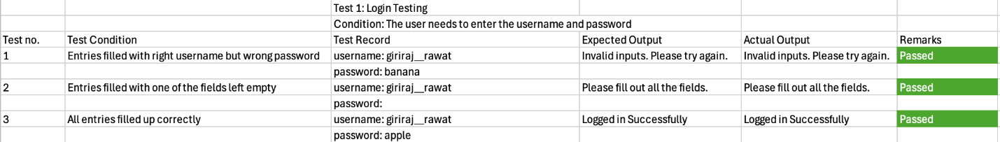 Test 1: Login Testing
Condition: The user needs to enter the username and password
Test no. Test Condition Test Record Expected Output Actual Output Remarks
1 Entries filled with right username but wrong password username: giriraj__rawat Invalid inputs. Please try again. Invalid inputs. Please try again. Passed
password: banana
2 Entries filled with one of the fields left empty username: giriraj__rawat Please fill out all the fields. Please fill out all the fields. Passed
password:
3 All entries filled up correctly username: giriraj__rawat Logged in Successfully Logged in Successfully Passed
password: apple